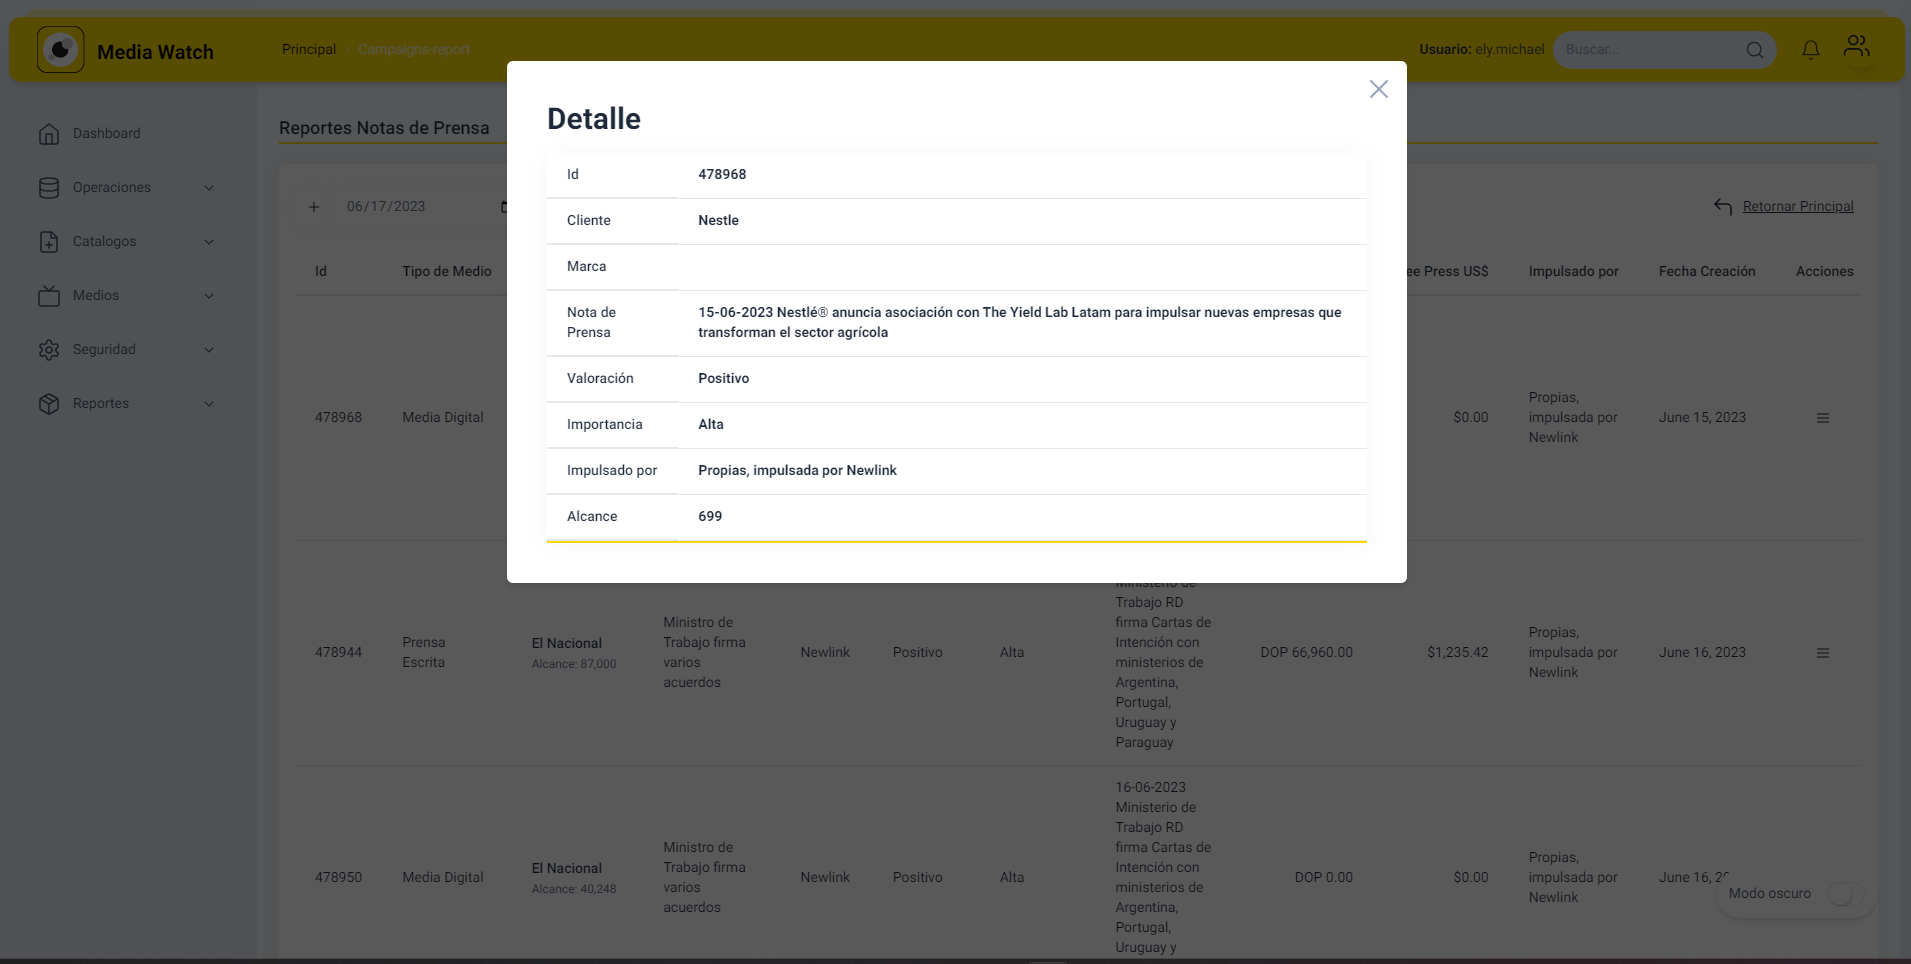 Media Watch
Principal
Campaigns-report
Usuario: ely.michael
Buscar...
Dashboard
Operaciones
Catalogos
Medios
Seguridad
Reportes
Reportes Notas de Prensa
06/17/2023
Retornar Principal
Detalle
Id 478968
Cliente Nestle
Marca
Nota de
Prensa
15-06-2023 Nestlé® anuncia asociación con The Yield Lab Latam para impulsar nuevas empresas que
transforman el sector agrícola
Valoración Positivo
Importancia Alta
Impulsado por Propias, impulsada por Newlink
Alcance 699
Id Tipo de Medio Press US$ Impulsado por Fecha Creación Acciones
478968 Media Digital $0.00
Propias,
impulsada por
Newlink
June 15, 2023
478944
Prensa
Escrita
El Nacional
Alcance: 87,000
Ministro de
Trabajo firma
varios
acuerdos
Newlink Positivo Alta
Ministerio de
Trabajo RD
firma Cartas de
Intención con
ministerios de
Argentina,
Portugal,
Uruguay y
Paraguay
DOP 66,960.00 $1,235.42
Propias,
impulsada por
Newlink
June 16, 2023
478950 Media Digital
El Nacional
Alcance: 40,248
Ministro de
Trabajo firma
varios
acuerdos
Newlink Positivo Alta
16-06-2023
Ministerio de
Trabajo RD
firma Cartas de
Intención con
ministerios de
Argentina,
Portugal,
Uruguay y
DOP 0.00 $0.00
Propias,
impulsada por
Newlink
June 16,
Modo oscuro